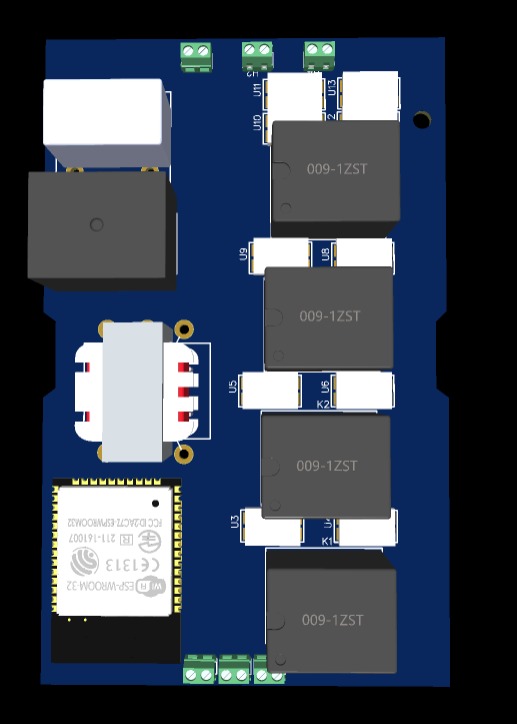 U11
U13
U10
2
009-1ZST
U9
U8
009-1ZST
U5
U6
K2
009-1ZST
U3
K1
009-1ZST
ESP-WROOM-32
CE1313
211-161007
R
FCC ID:2AC7Z-ESPWROOM32